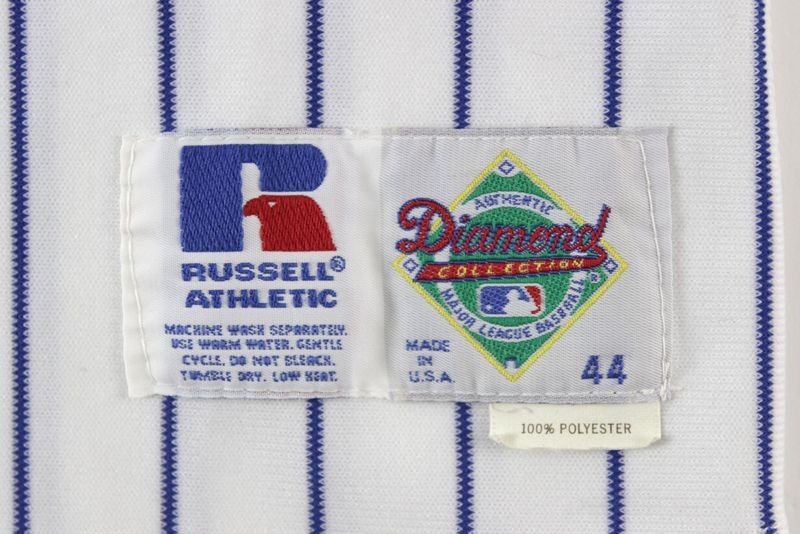 RUSSELL®
ATHLETIC
MACHINE WASH SEPARATELY.
USE WARM WATER. GENTLE
CYCLE. DO NOT BLEACH.
TUMBLE DRY. LOW HEAT.
AUTHENTIC
Diamond
COLLECTION ®
MAJOR LEAGUE BASEBALL
MADE
IN
U.S.A.
44
100% POLYESTER